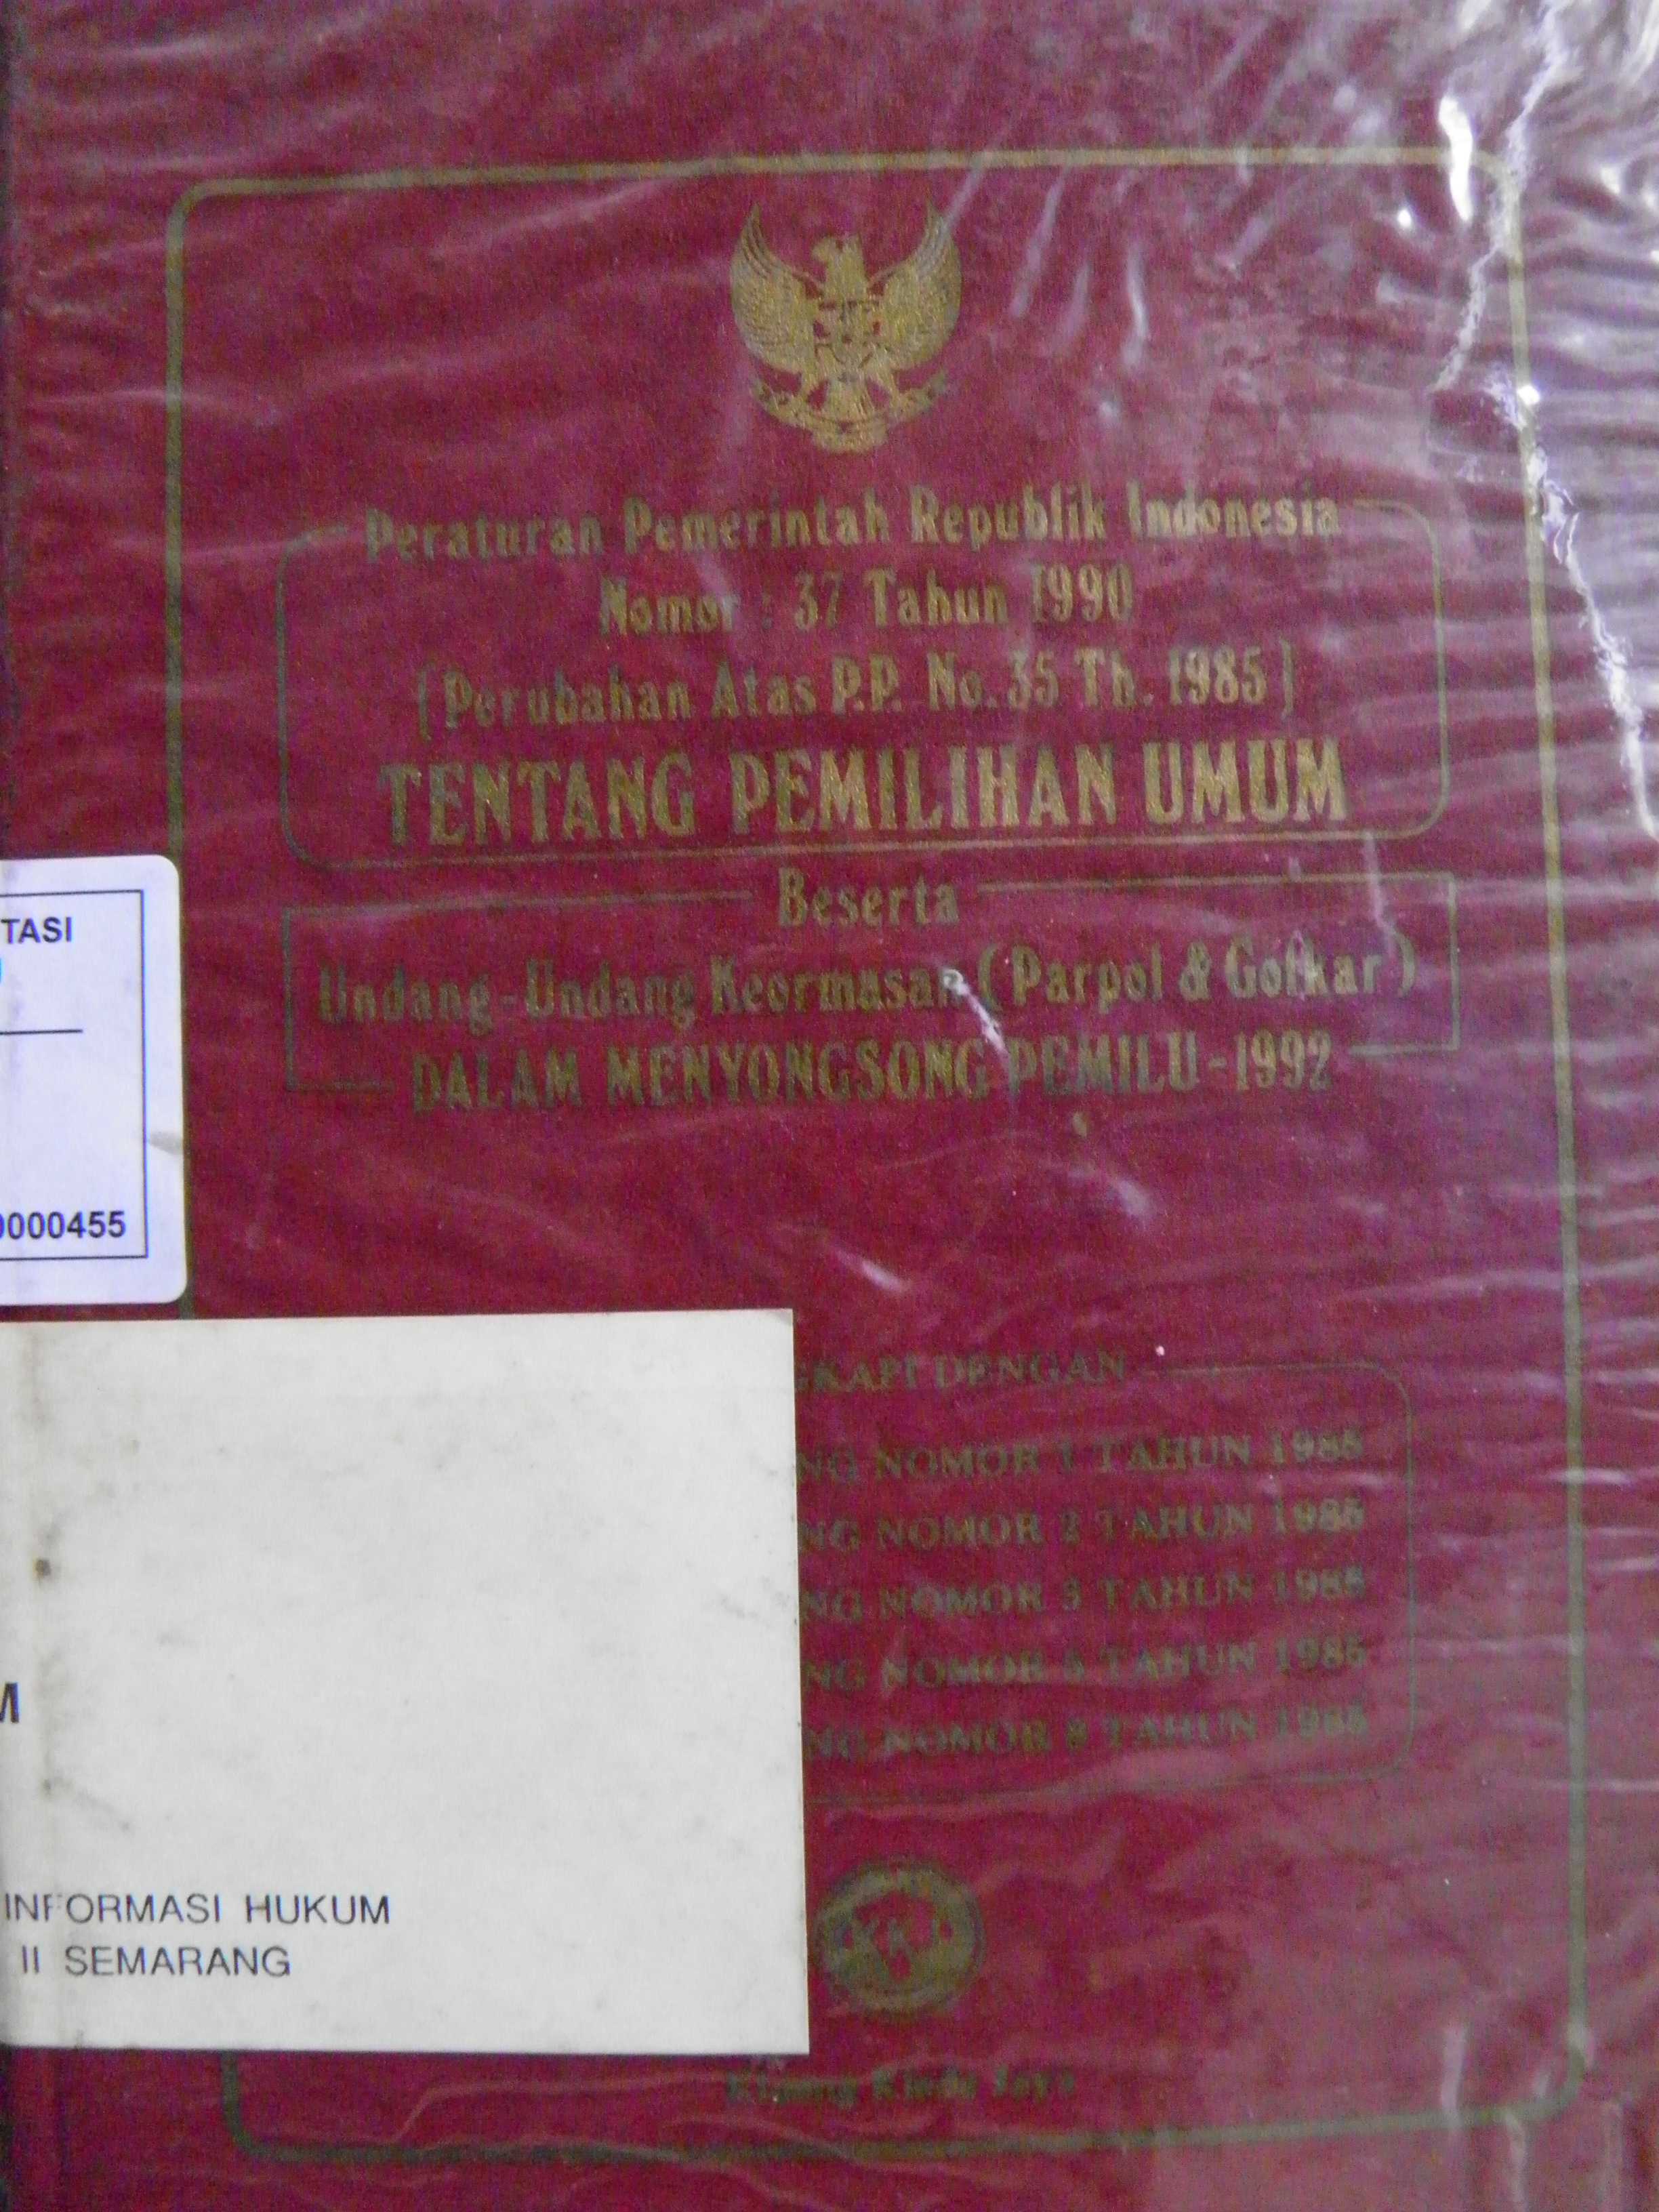 Peraturan Pemerintah Republik Indonesia
Nomor : 37 Tahun 1990
(Perubahan Atas P.P. No. 35 Th. 1985)
TENTANG PEMILIHAN UMUM
Beserta
Undang-Undang Keormasan (Parpol & Golkar)
DALAM MENYONGSONG PEMILU-1992
TASI
0000455
GKAPI DENGAN
NG NOMOR 1 TAHUN 1985
NG NOMOR 2 TAHUN 1985
NG NOMOR 3 TAHUN 1985
NG NOMOR 5 TAHUN 1985
NG NOMOR 8 TAHUN 1985
M
INFORMASI HUKUM
II SEMARANG
Jaya